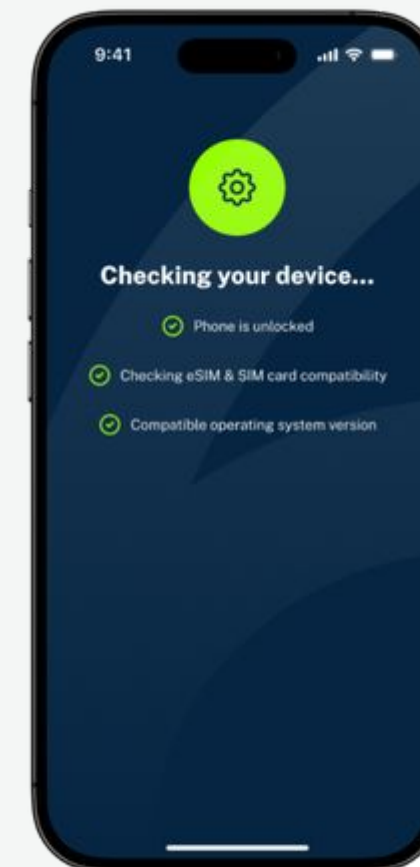 9:41
Checking your device...
Phone is unlocked
Checking eSIM & SIM card compatibility
Compatible operating system version